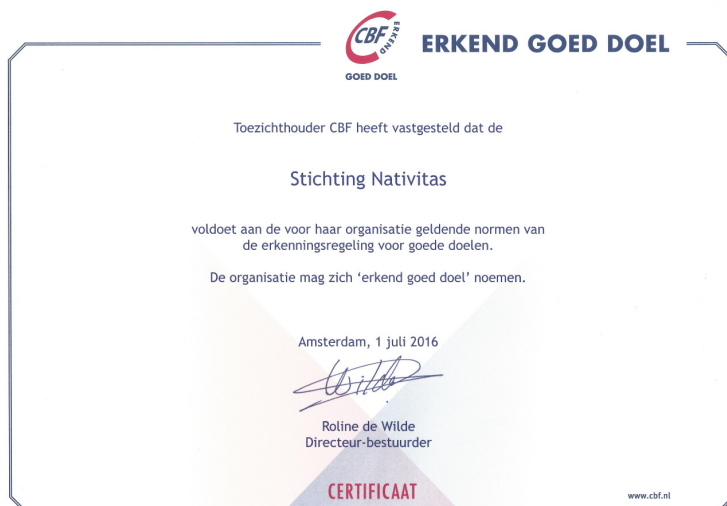 CBF
ERKEND
GOED DOEL
ERKEND GOED DOEL
Toezichthouder CBF heeft vastgesteld dat de
Stichting Nativitas
voldoet aan de voor haar organisatie geldende normen van
de erkenningsregeling voor goede doelen.
De organisatie mag zich ‘erkend goed doel’ noemen.
Amsterdam, 1 juli 2016
Wilde
Roline de Wilde
Directeur-bestuurder
CERTIFICAAT
www.cbf.nl